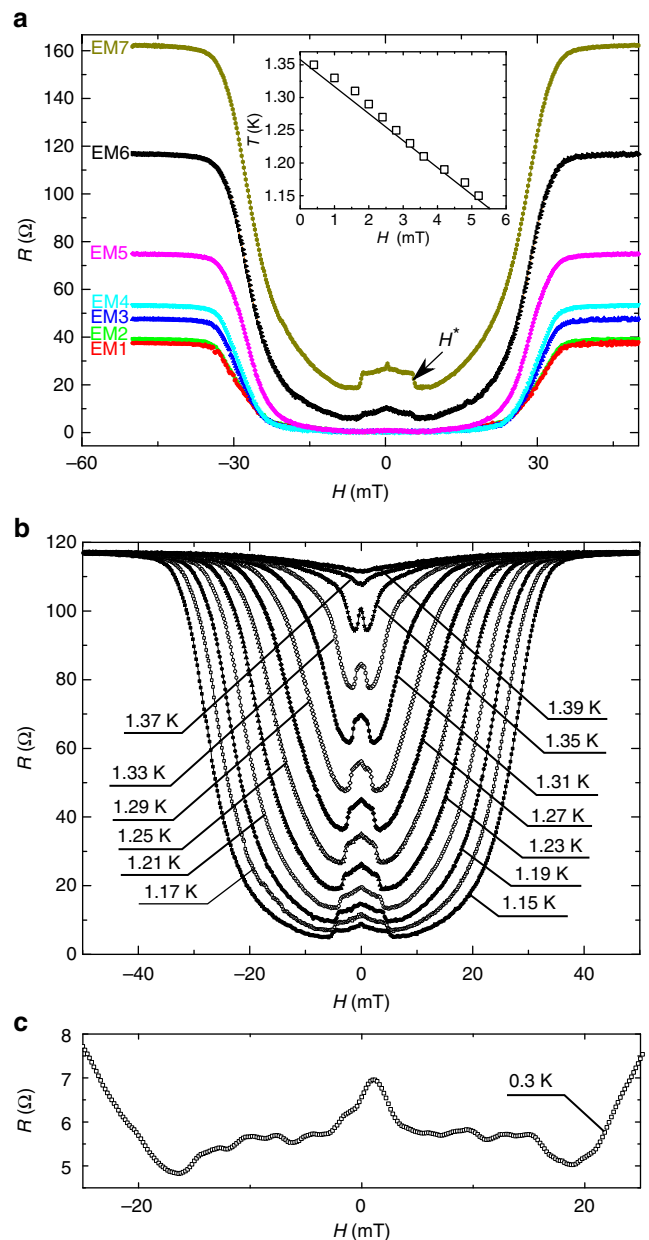 a
160
140
120
100
80
60
40
20
0
R (Ω)
EM7
EM6
EM5
EM4
EM3
EM2
EM1
H*
−60
−30
0
30
H (mT)
1.35
1.30
1.25
1.20
1.15
T (K)
0
1
2
3
4
5
6
H (mT)
b
120
100
80
60
40
20
0
R (Ω)
1.37 K
1.33 K
1.29 K
1.25 K
1.21 K
1.17 K
1.39 K
1.35 K
1.31 K
1.27 K
1.23 K
1.19 K
1.15 K
−40
−20
0
20
40
H (mT)
c
8
7
6
5
R (Ω)
0.3 K
−20
0
20
H (mT)